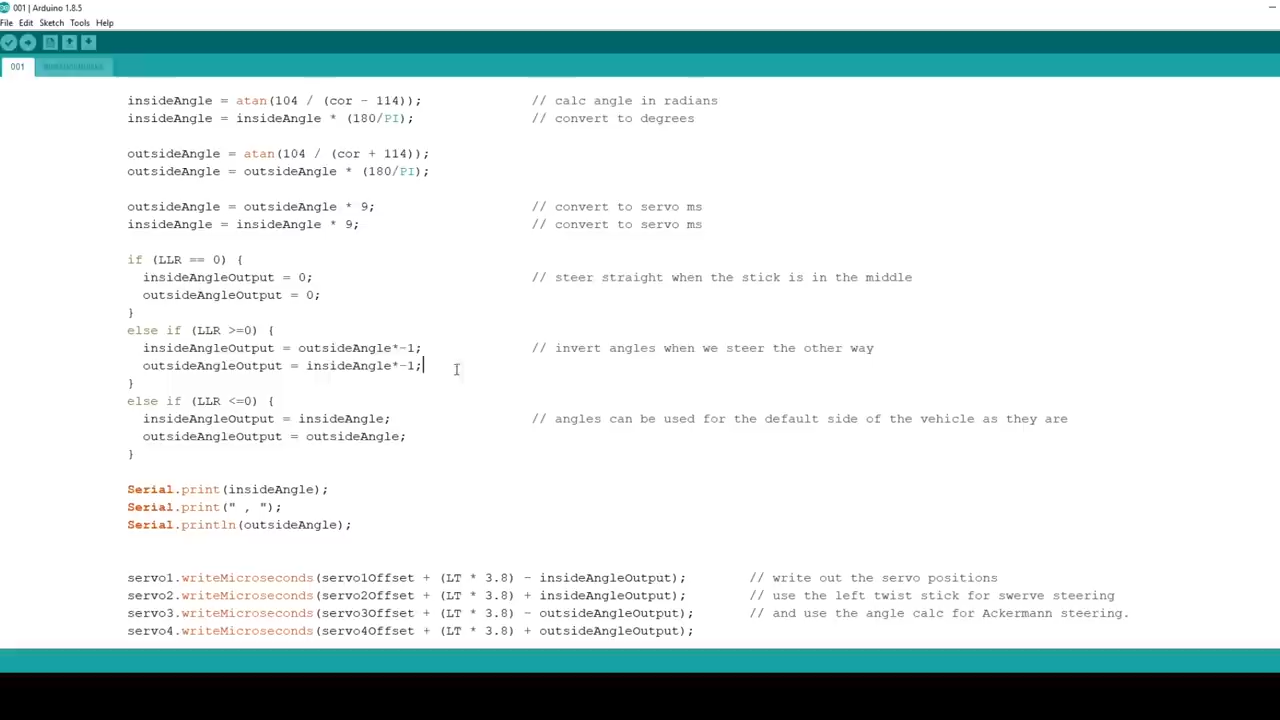 001 | Arduino 1.8.5
File Edit Sketch Tools Help
001
insideAngle = atan(104 / (cor - 114)); // calc angle in radians
insideAngle = insideAngle * (180/PI); // convert to degrees
outsideAngle = atan(104 / (cor + 114));
outsideAngle = outsideAngle * (180/PI);
outsideAngle = outsideAngle * 9; // convert to servo ms
insideAngle = insideAngle * 9; // convert to servo ms
if (LLR == 0) {
insideAngleOutput = 0; // steer straight when the stick is in the middle
outsideAngleOutput = 0;
}
else if (LLR >=0) {
insideAngleOutput = outsideAngle*-1; // invert angles when we steer the other way
outsideAngleOutput = insideAngle*-1;
}
else if (LLR <=0) {
insideAngleOutput = insideAngle; // angles can be used for the default side of the vehicle as they are
outsideAngleOutput = outsideAngle;
}
Serial.print(insideAngle);
Serial.print(" , ");
Serial.println(outsideAngle);
servo1.writeMicroseconds(servo1Offset + (LT * 3.8) - insideAngleOutput); // write out the servo positions
servo2.writeMicroseconds(servo2Offset + (LT * 3.8) + insideAngleOutput); // use the left twist stick for swerve steering
servo3.writeMicroseconds(servo3Offset + (LT * 3.8) - outsideAngleOutput); // and use the angle calc for Ackermann steering.
servo4.writeMicroseconds(servo4Offset + (LT * 3.8) + outsideAngleOutput);